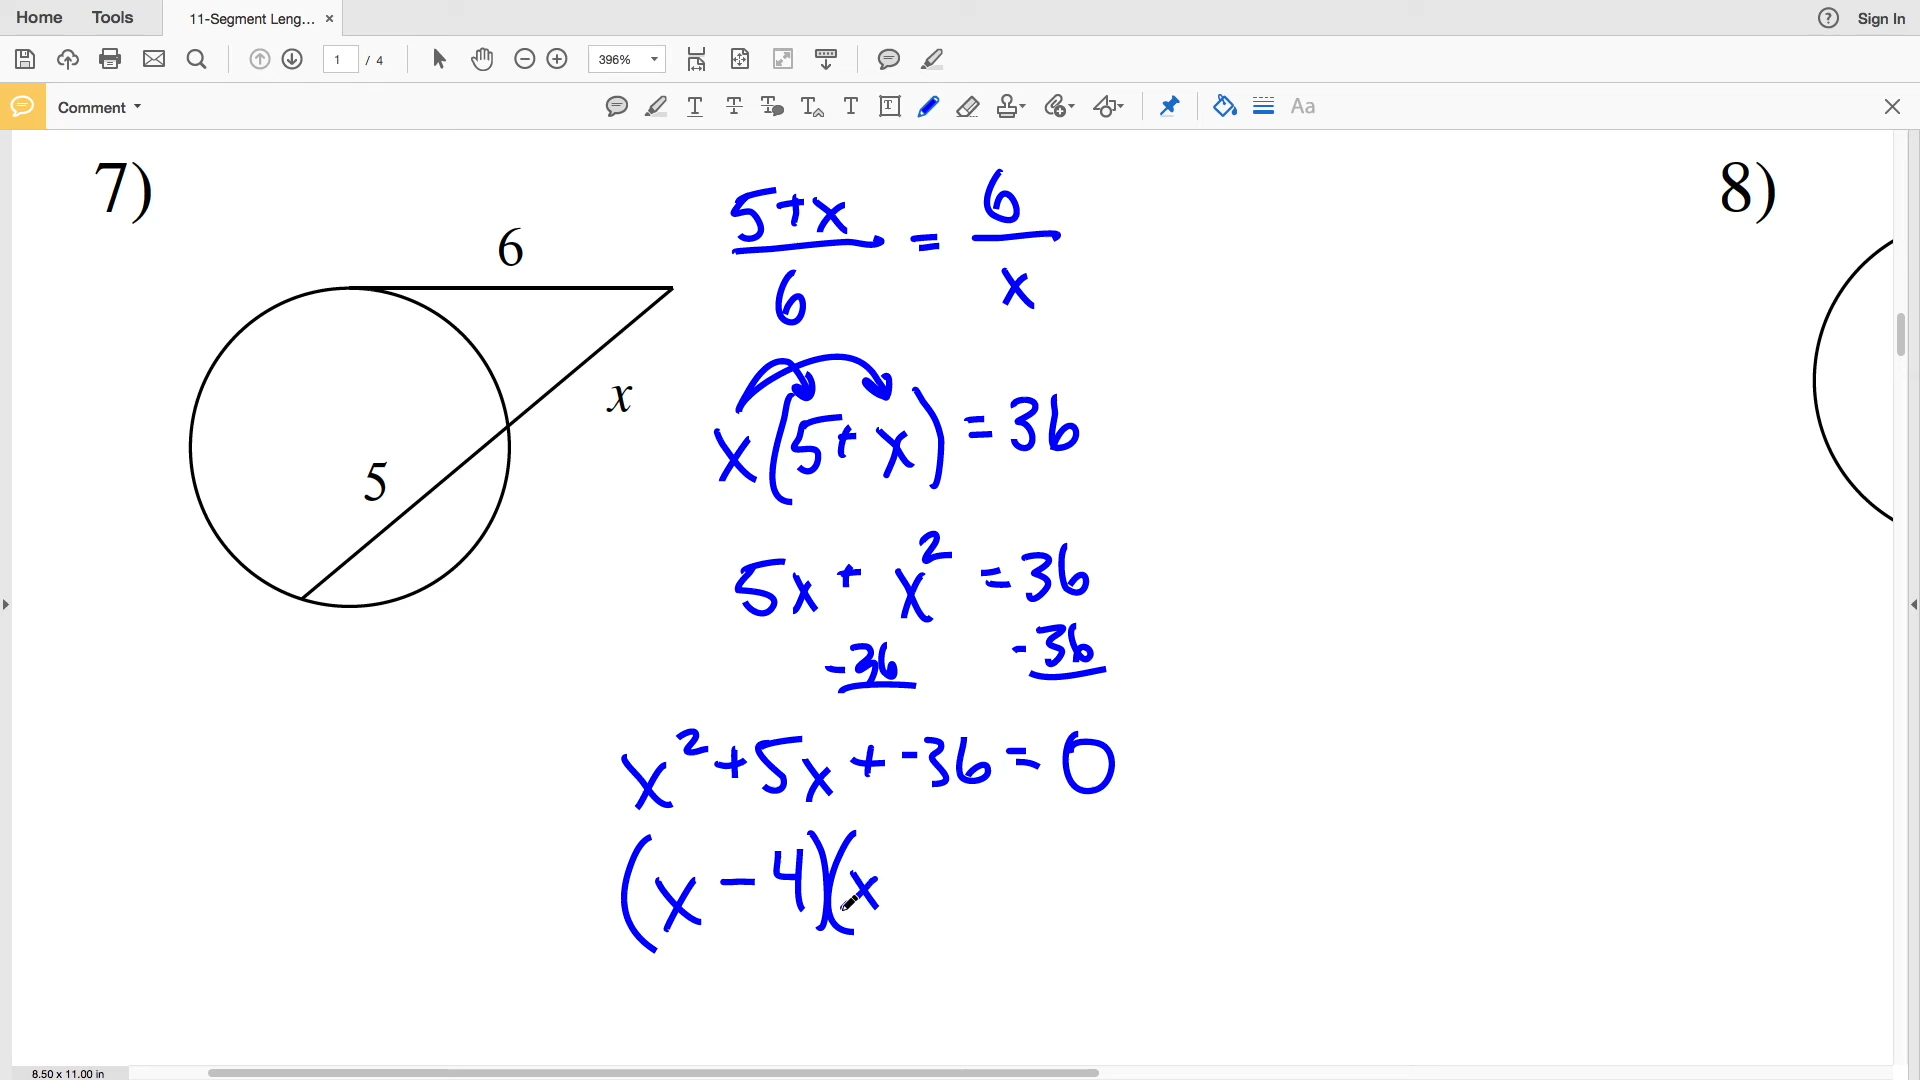 Home Tools 11-Segment Leng... × ? Sign In
1 / 4 396%
Comment T T T T T T Aa
7)
8)
6
x
5
5+x/6 = 6/x
x(5+x) = 36
5x + x² = 36
-36 -36
x² + 5x + -36 = 0
(x - 4)(x
8.50 x 11.00 in